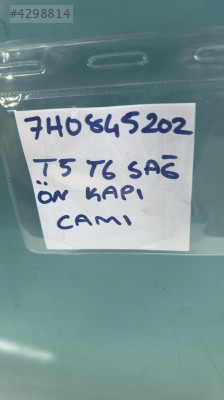 #4298814
7H0845202
T5 T6 SAĞ
ÖN KAPI
CAMI